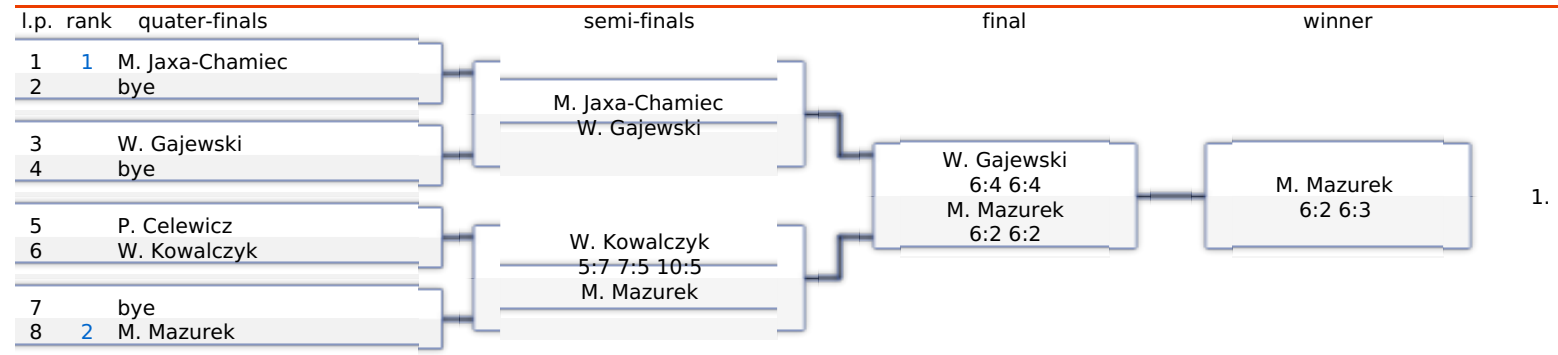 l.p. rank quater-finals semi-finals final winner
1 1 M. Jaxa-Chamiec
2 bye
3 W. Gajewski
4 bye
5 P. Celewicz
6 W. Kowalczyk
7 bye
8 2 M. Mazurek
M. Jaxa-Chamiec
W. Gajewski
W. Kowalczyk
5:7 7:5 10:5
M. Mazurek
W. Gajewski
6:4 6:4
M. Mazurek
6:2 6:2
M. Mazurek
6:2 6:3
1.